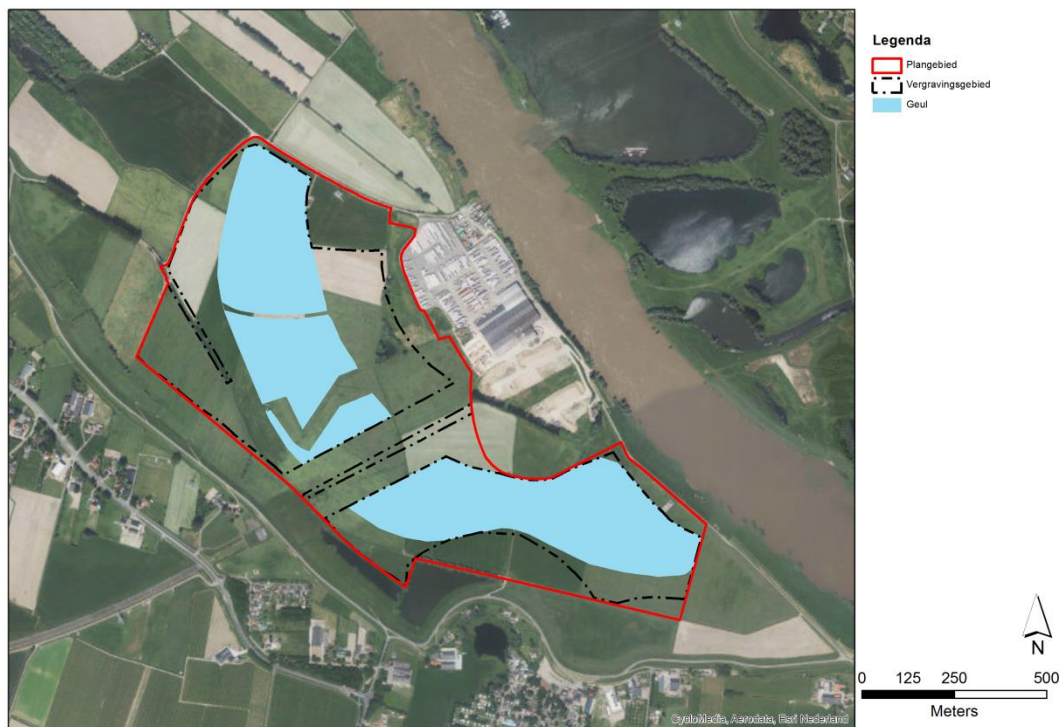 Legenda
Plangebied
Vergravingsgebied
Geul
N
0 125 250 500
Meters
CycloMedia, Aerodata, Esri Nederland